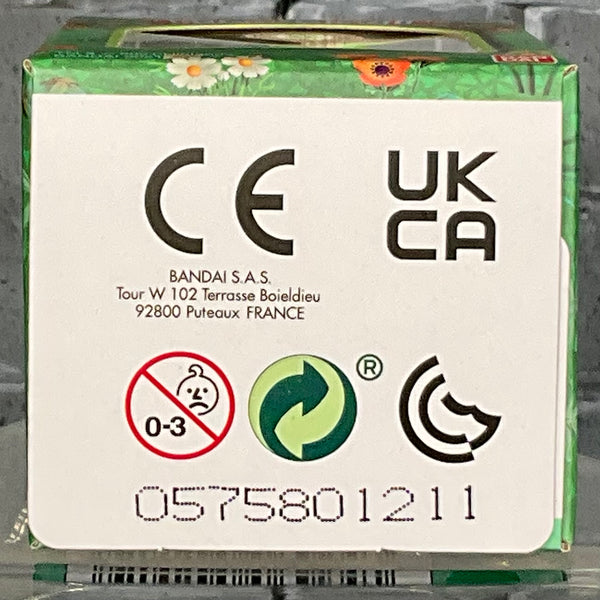 CE
UK
CA
BANDAI S.A.S.
Tour W 102 Terrasse Boieldieu
92800 Puteaux FRANCE
0-3
®
0575801211